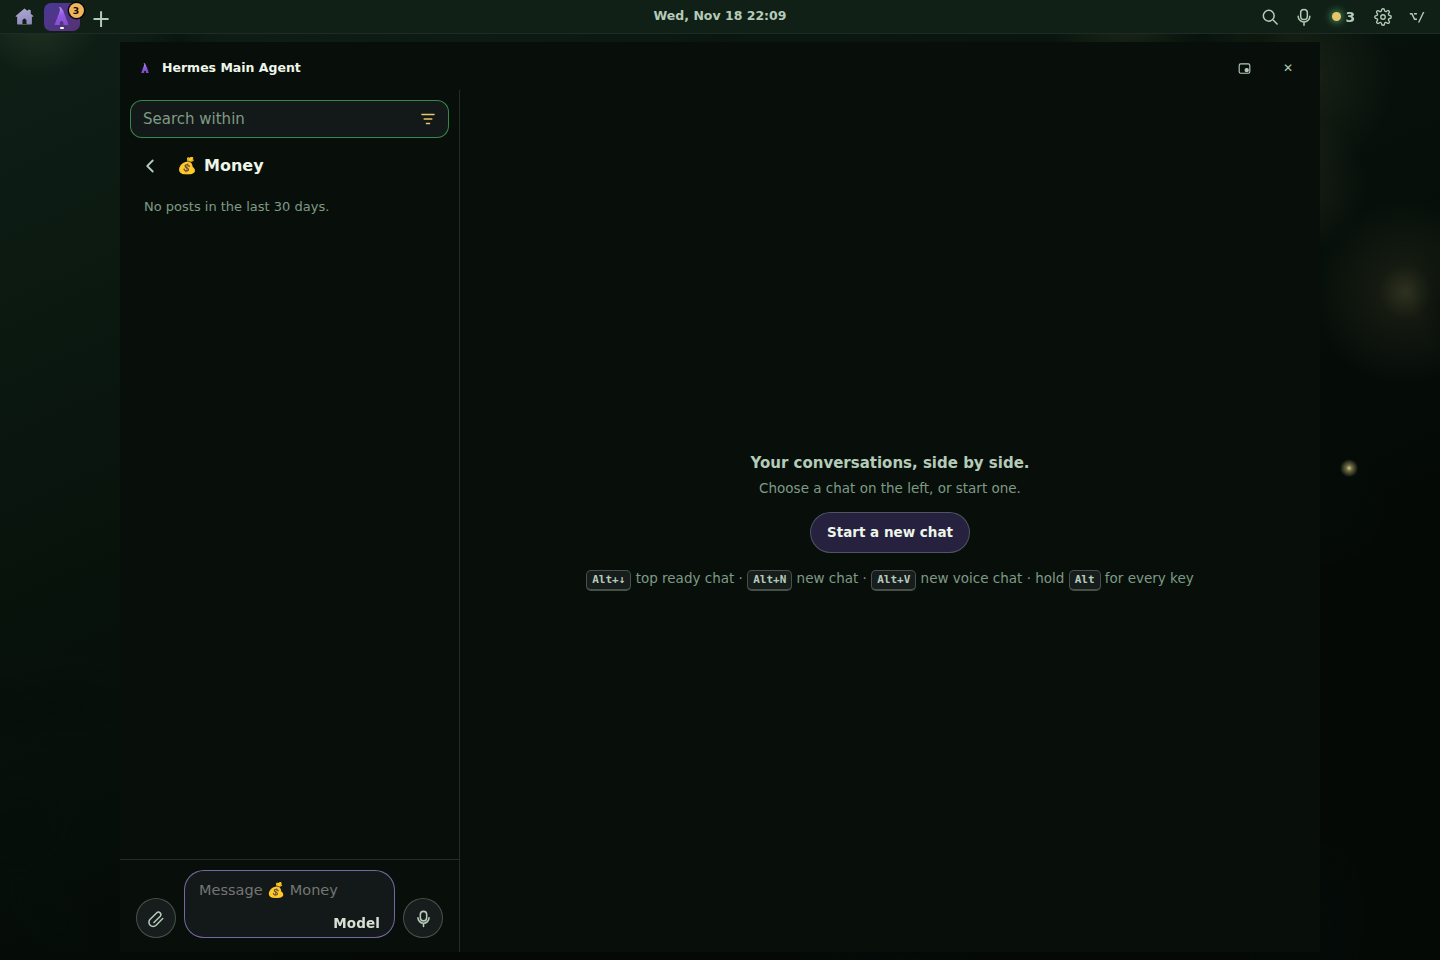 3
Wed, Nov 18 22:09
3
⌥/
Hermes Main Agent
Search within
💰 Money
No posts in the last 30 days.
Your conversations, side by side.
Choose a chat on the left, or start one.
Start a new chat
Alt+↓ top ready chat · Alt+N new chat · Alt+V new voice chat · hold Alt for every key
Message 💰 Money
Model